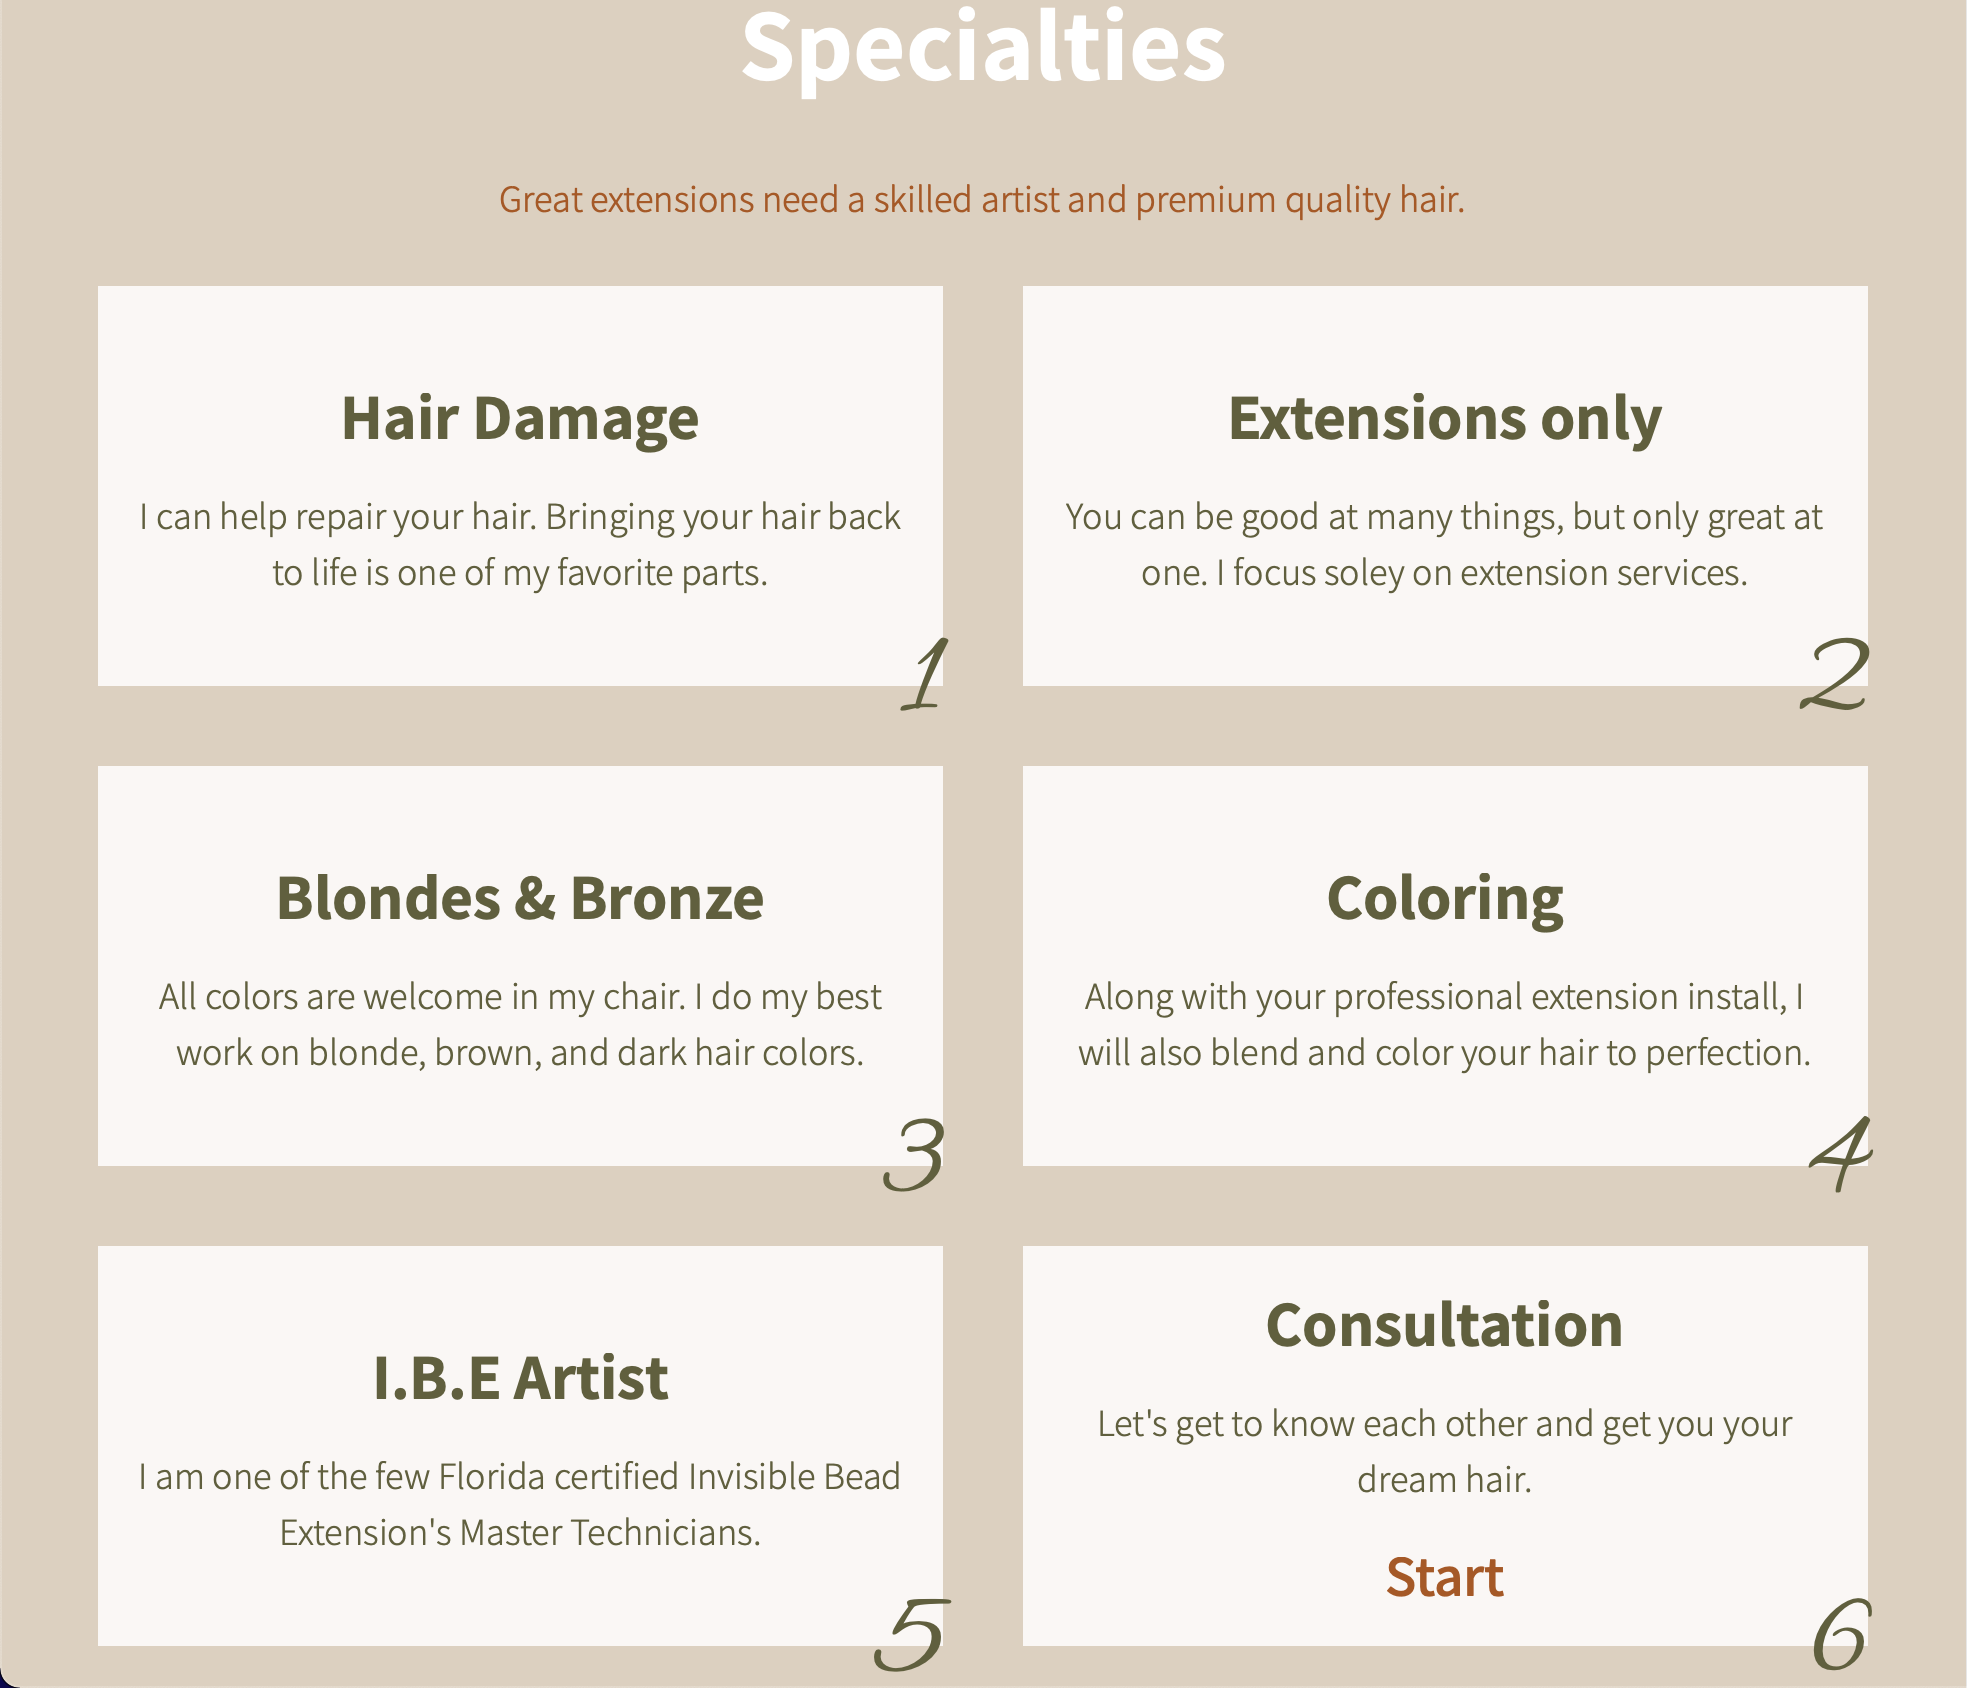 Specialties
Great extensions need a skilled artist and premium quality hair.
Hair Damage
I can help repair your hair. Bringing your hair back
to life is one of my favorite parts.
1
Extensions only
You can be good at many things, but only great at
one. I focus soley on extension services.
2
Blondes & Bronze
All colors are welcome in my chair. I do my best
work on blonde, brown, and dark hair colors.
3
Coloring
Along with your professional extension install, I
will also blend and color your hair to perfection.
4
I.B.E Artist
I am one of the few Florida certified Invisible Bead
Extension's Master Technicians.
5
Consultation
Let's get to know each other and get you your
dream hair.
Start
6